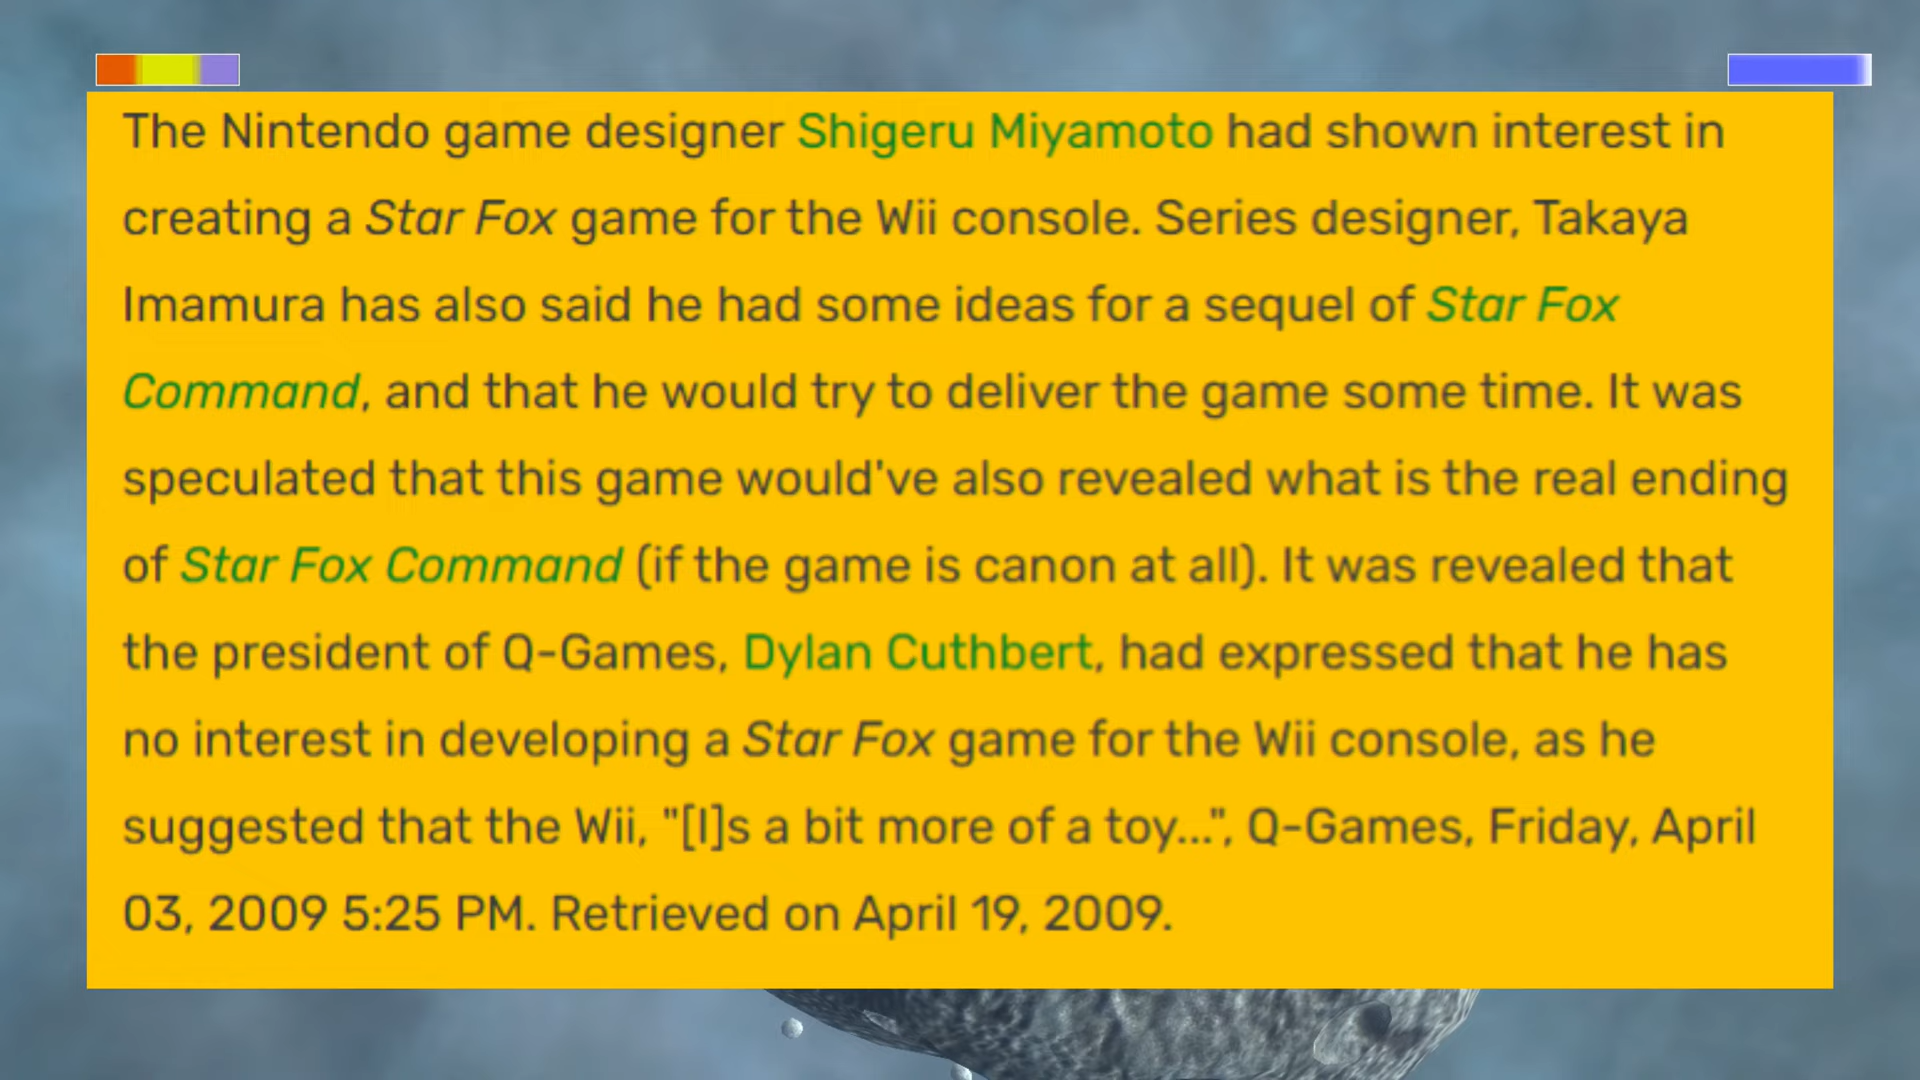 The Nintendo game designer Shigeru Miyamoto had shown interest in
creating a Star Fox game for the Wii console. Series designer, Takaya
Imamura has also said he had some ideas for a sequel of Star Fox
Command, and that he would try to deliver the game some time. It was
speculated that this game would've also revealed what is the real ending
of Star Fox Command (if the game is canon at all). It was revealed that
the president of Q-Games, Dylan Cuthbert, had expressed that he has
no interest in developing a Star Fox game for the Wii console, as he
suggested that the Wii, "[I]s a bit more of a toy...", Q-Games, Friday, April
03, 2009 5:25 PM. Retrieved on April 19, 2009.